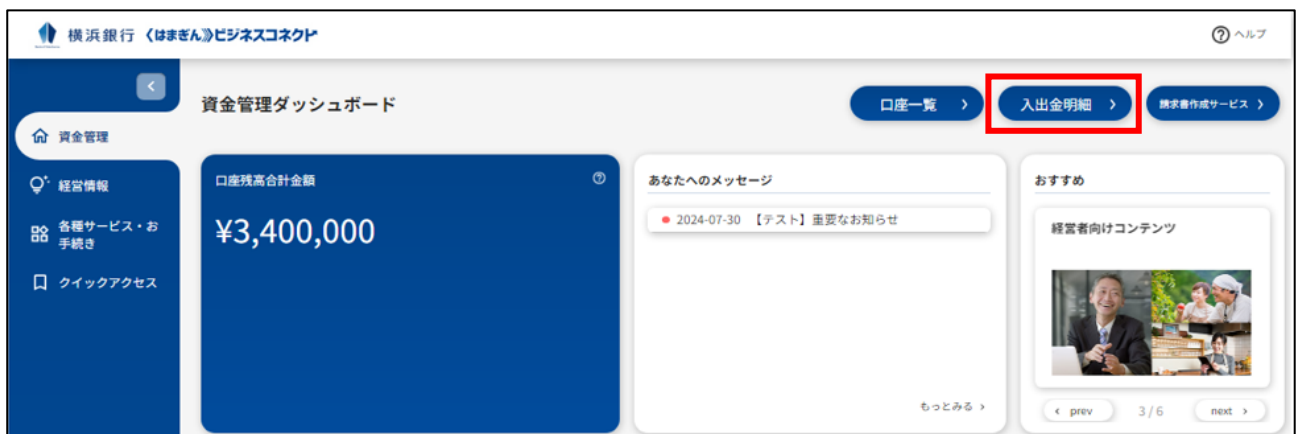 横浜銀行 〈はまぎん》ビジネスコネクト
ヘルプ
資金管理
経営情報
各種サービス・お
手続き
クイックアクセス
資金管理ダッシュボード
口座一覧
入出金明細
請求書作成サービス
口座残高合計金額
¥3,400,000
あなたへのメッセージ
2024-07-30 【テスト】重要なお知らせ
もっとみる
おすすめ
経営者向けコンテンツ
prev 3 / 6 next